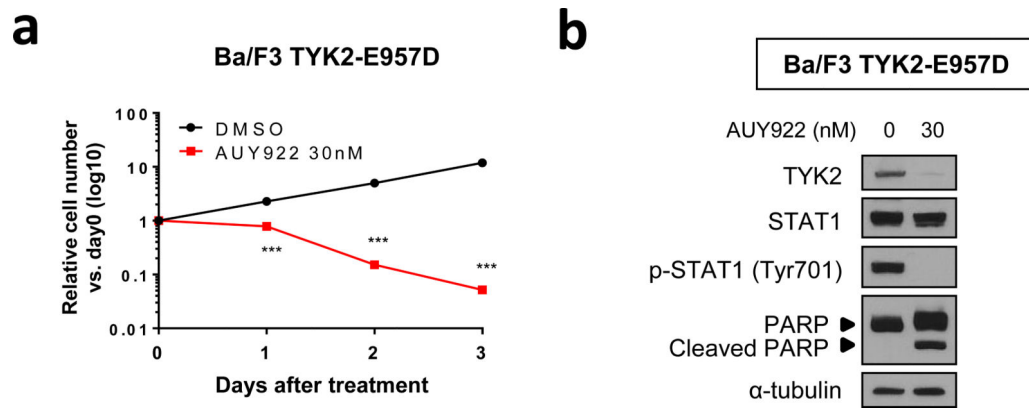 a
Ba/F3 TYK2-E957D
Relative cell number
vs. day0 (log10)
100
10
1
0.1
0.01
DMSO
AUY922 30nM
***
***
***
0
1
2
3
Days after treatment
b
Ba/F3 TYK2-E957D
AUY922 (nM) 0 30
TYK2
STAT1
p-STAT1 (Tyr701)
PARP
Cleaved PARP
α-tubulin